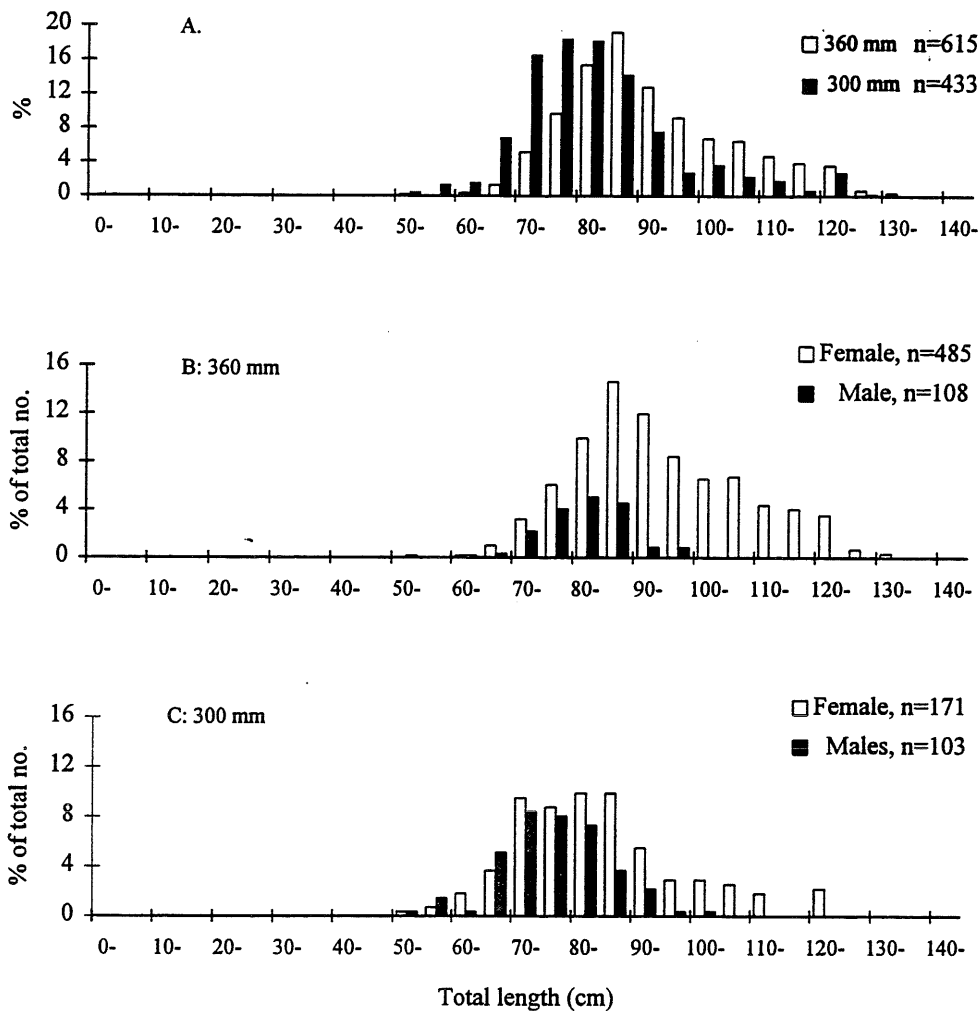 A.
360 mm n=615
300 mm n=433
20
16
12
8
4
0
%
0- 10- 20- 30- 40- 50- 60- 70- 80- 90- 100- 110- 120- 130- 140-
B: 360 mm
Female, n=485
Male, n=108
16
12
8
4
0
% of total no.
0- 10- 20- 30- 40- 50- 60- 70- 80- 90- 100- 110- 120- 130- 140-
C: 300 mm
Female, n=171
Males, n=103
16
12
8
4
0
% of total no.
0- 10- 20- 30- 40- 50- 60- 70- 80- 90- 100- 110- 120- 130- 140-
Total length (cm)